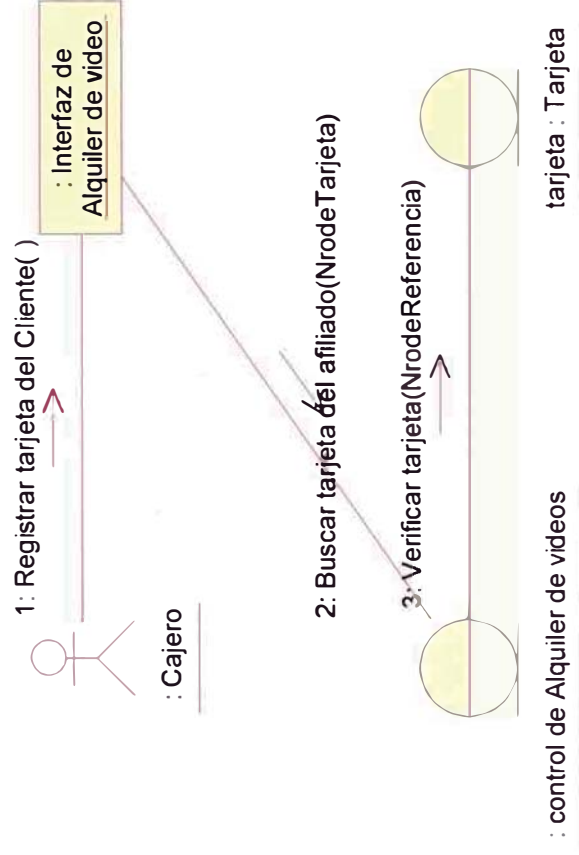 1: Registrar tarjeta del Cliente( )
: Interfaz de
Alquiler de video
: Cajero
2: Buscar tarjeta del afiliado(NrodeTarjeta)
3: Verificar tarjeta(NrodeReferencia)
: control de Alquiler de videos
tarjeta : Tarjeta